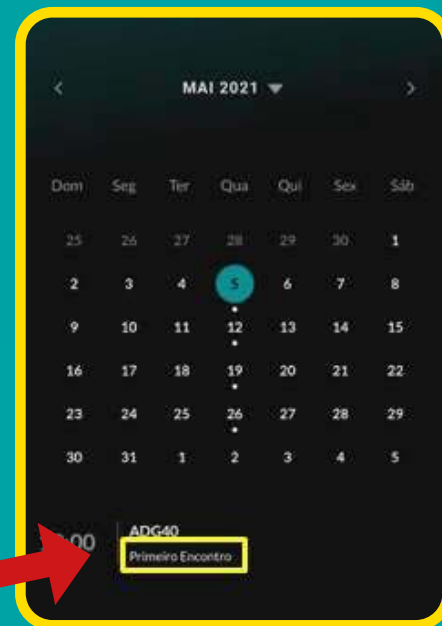 MAI 2021
Dom Seg Ter Qua Qui Sex Sáb
25 26 27 28 29 30 1
2 3 4 5 6 7 8
9 10 11 12 13 14 15
16 17 18 19 20 21 22
23 24 25 26 27 28 29
30 31 1 2 3 4 5
ADG40
Primeiro Encontro